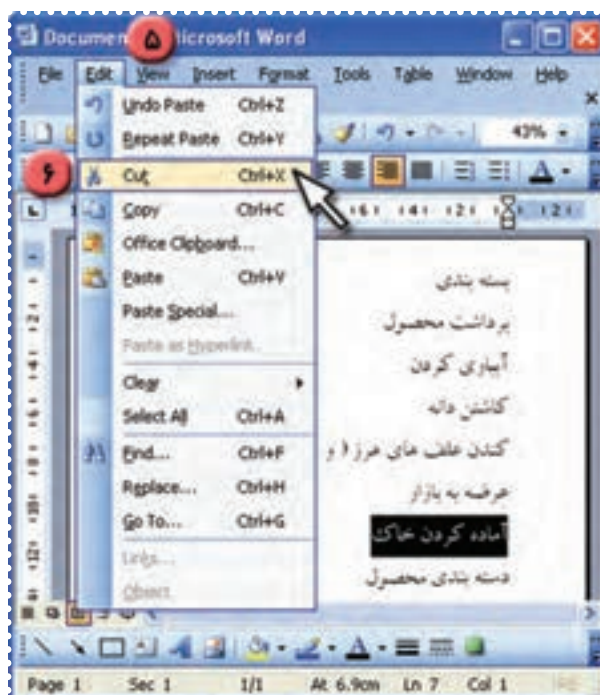 Document ۵ Microsoft Word
File Edit View Insert Format Tools Table Window Help
Undo Paste Ctrl+Z
Repeat Paste Ctrl+Y
43%
۶ Cut Ctrl+X
Copy Ctrl+C
Office Clipboard...
Paste Ctrl+V
Paste Special...
Paste as Hyperlink
Clear
Select All Ctrl+A
Find... Ctrl+F
Replace... Ctrl+H
Go To... Ctrl+G
Links...
Object
بسته بندی
برداشت محصول
آبیاری کردن
کاشتن دانه
کندن علف های هرز ( و
عرضه به بازار
آماده کردن خاک
دسته بندی محصول
Page 1 Sec 1 1/1 At 6.9cm Ln 7 Col 1